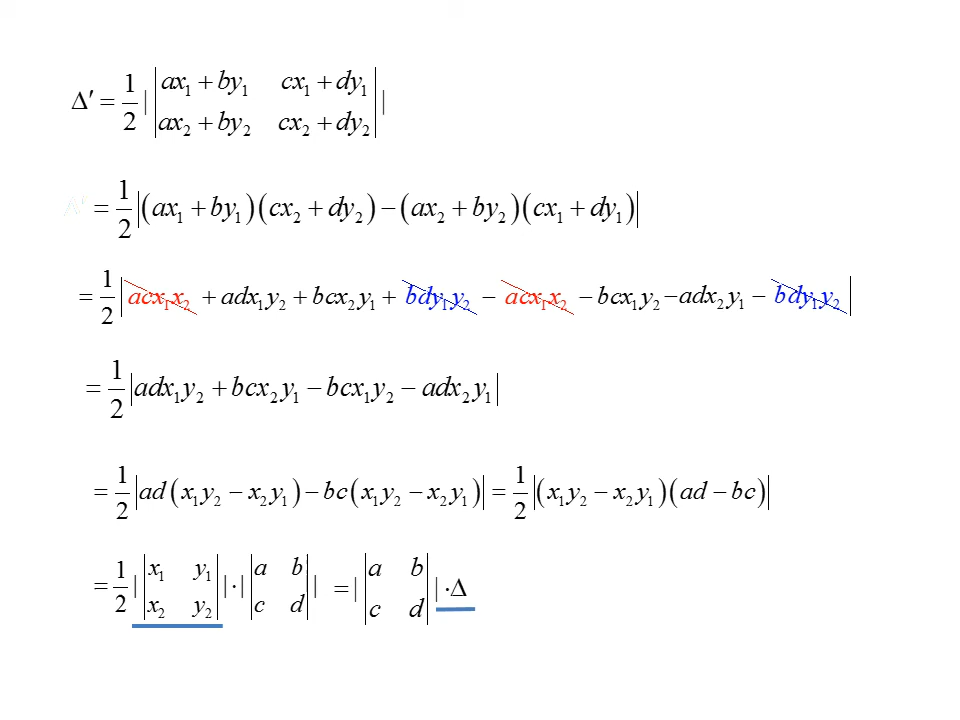 Δ′ = 1/2 | |ax₁ + by₁  cx₁ + dy₁; ax₂ + by₂  cx₂ + dy₂| |
Δ′ = 1/2 |(ax₁ + by₁)(cx₂ + dy₂) − (ax₂ + by₂)(cx₁ + dy₁)|
= 1/2 |acx₁x₂ + adx₁y₂ + bcx₂y₁ + bdy₁y₂ − acx₁x₂ − bcx₁y₂ − adx₂y₁ − bdy₁y₂|
= 1/2 |adx₁y₂ + bcx₂y₁ − bcx₁y₂ − adx₂y₁|
= 1/2 |ad(x₁y₂ − x₂y₁) − bc(x₁y₂ − x₂y₁)| = 1/2 |(x₁y₂ − x₂y₁)(ad − bc)|
= 1/2 | |x₁  y₁; x₂  y₂| | · | |a  b; c  d| | = | |a  b; c  d| | · Δ